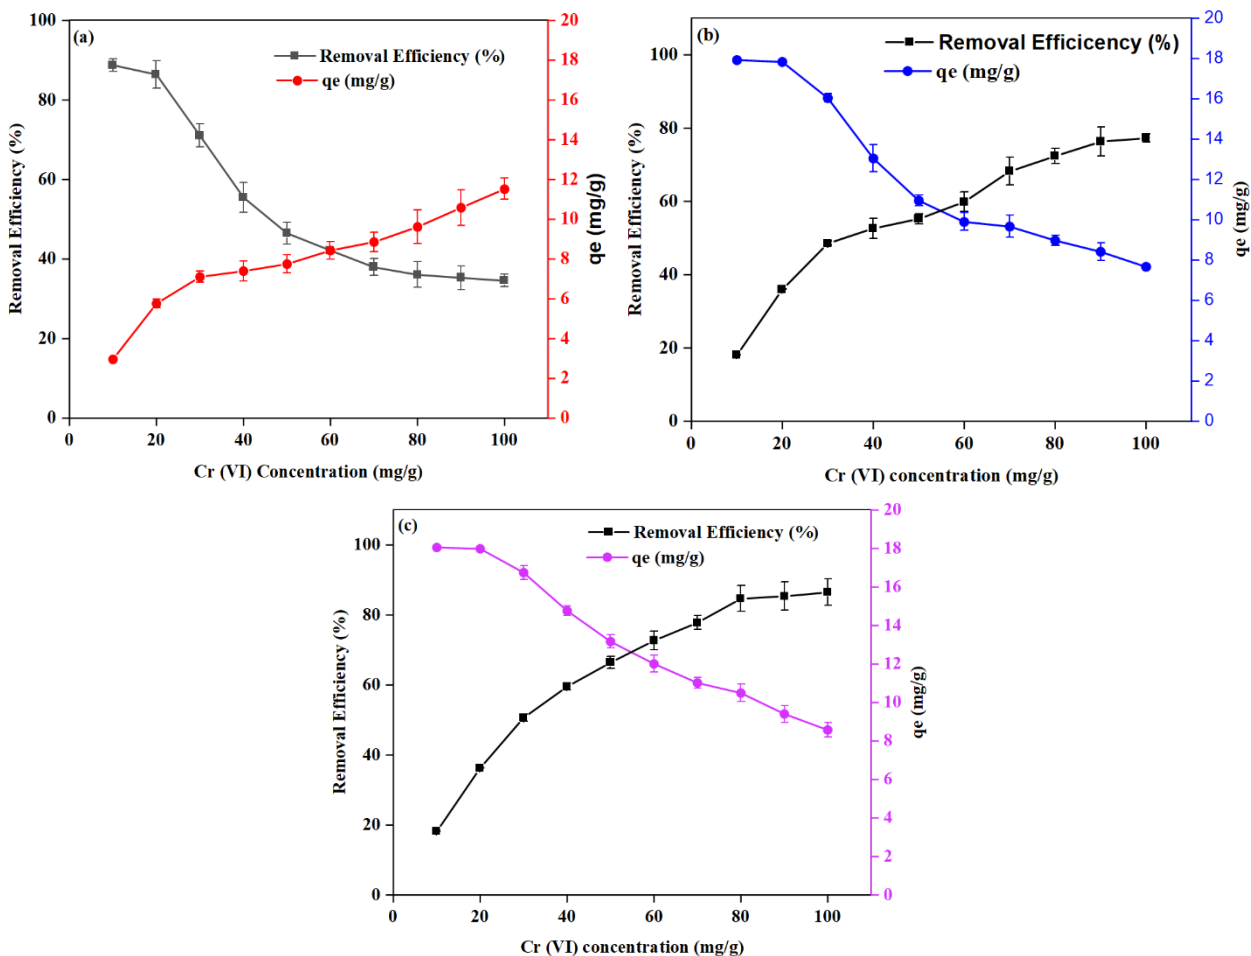 (a)
Removal Efficiency (%)
qe (mg/g)
100
80
60
40
20
0
Removal Efficiency (%)
20
18
16
14
12
10
8
6
4
2
0
qe (mg/g)
0 20 40 60 80 100
Cr (VI) Concentration (mg/g)
(b)
Removal Efficicency (%)
qe (mg/g)
100
80
60
40
20
0
Removal Efficiency (%)
20
18
16
14
12
10
8
6
4
2
0
qe (mg/g)
0 20 40 60 80 100
Cr (VI) concentration (mg/g)
(c)
Removal Efficiency (%)
qe (mg/g)
100
80
60
40
20
0
Removal Efficiency (%)
20
18
16
14
12
10
8
6
4
2
0
qe (mg/g)
0 20 40 60 80 100
Cr (VI) concentration (mg/g)